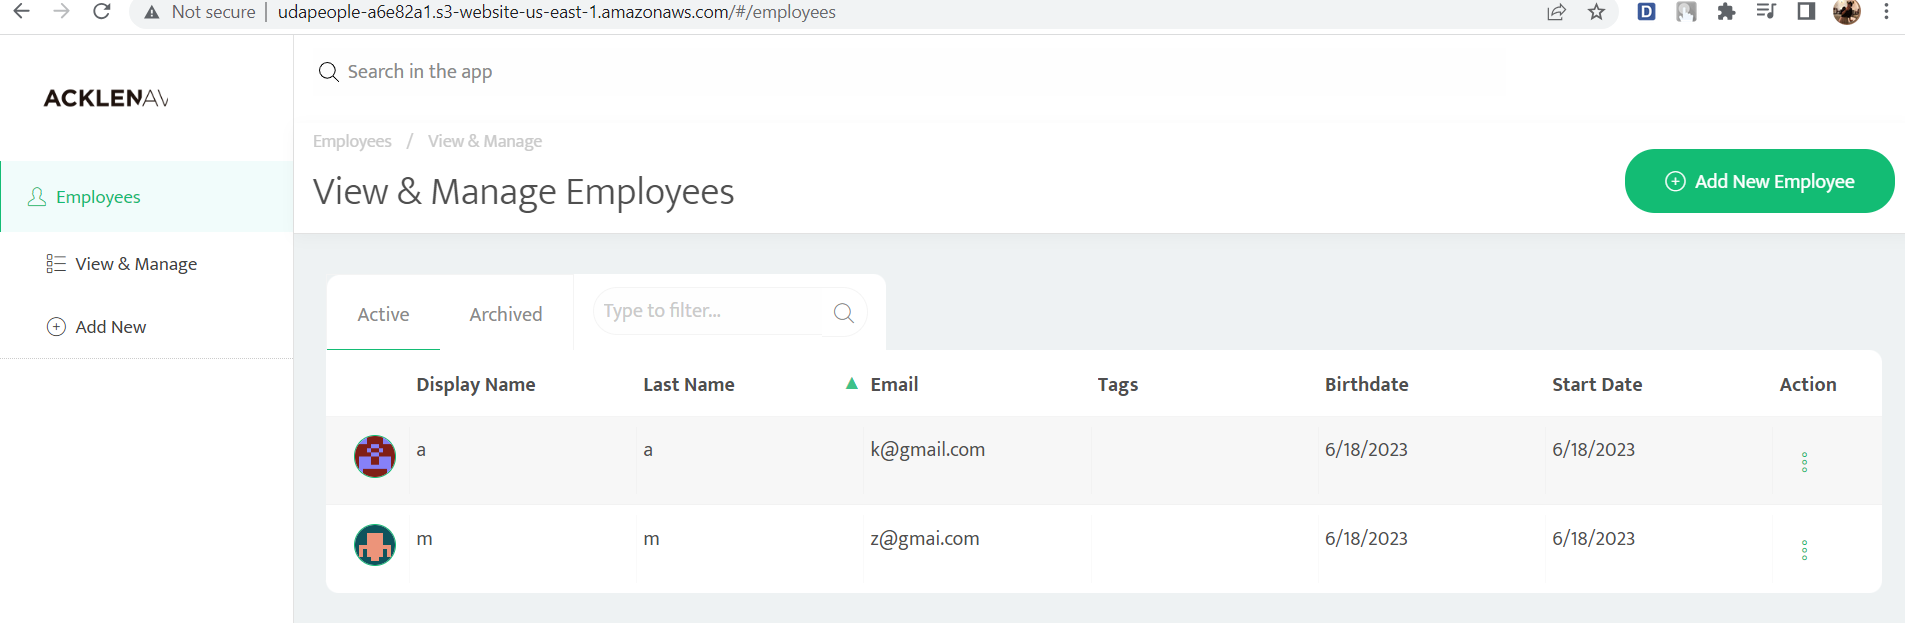 Not secure | udapeople-a6e82a1.s3-website-us-east-1.amazonaws.com/#/employees
D
Search in the app
ACKLENAV
Employees / View & Manage
View & Manage Employees
Add New Employee
Employees
View & Manage
Add New
Active Archived Type to filter...
Display Name Last Name Email Tags Birthdate Start Date Action
a a k@gmail.com 6/18/2023 6/18/2023
m m z@gmai.com 6/18/2023 6/18/2023